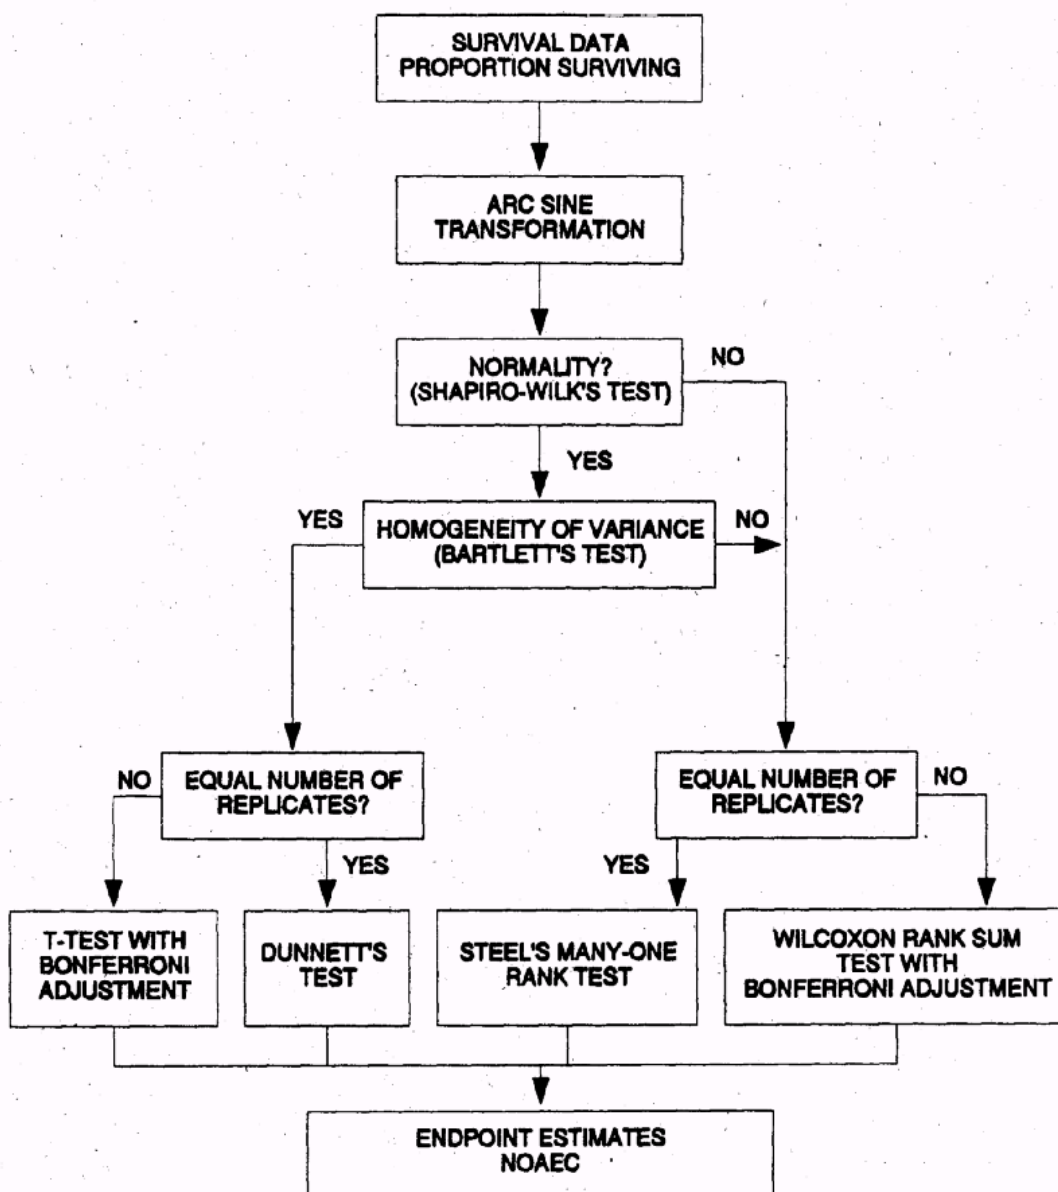 SURVIVAL DATA
PROPORTION SURVIVING
ARC SINE
TRANSFORMATION
NORMALITY?
(SHAPIRO-WILK'S TEST)
NO
YES
YES
HOMOGENEITY OF VARIANCE
(BARTLETT'S TEST)
NO
NO
EQUAL NUMBER OF
REPLICATES?
YES
EQUAL NUMBER OF
REPLICATES?
NO
YES
T-TEST WITH
BONFERRONI
ADJUSTMENT
DUNNETT'S
TEST
STEEL'S MANY-ONE
RANK TEST
WILCOXON RANK SUM
TEST WITH
BONFERRONI ADJUSTMENT
ENDPOINT ESTIMATES
NOAEC